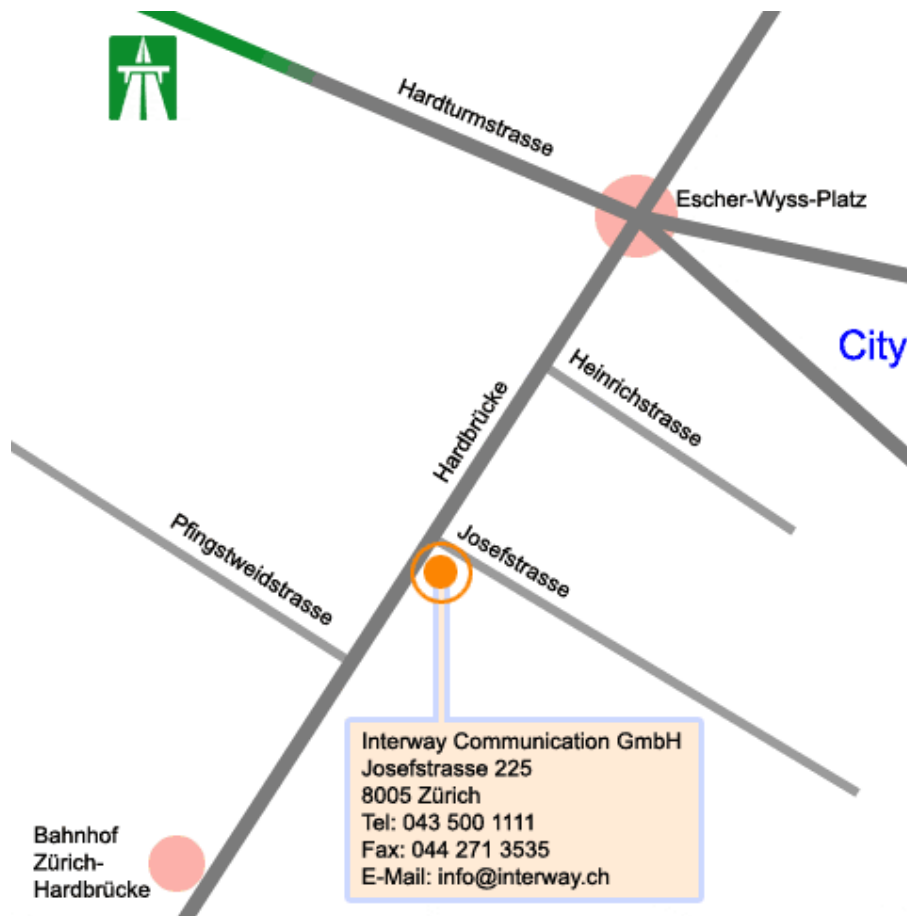 Hardturmstrasse
Escher-Wyss-Platz
City
Heinrichstrasse
Hardbrücke
Pfingstweidstrasse
Josefstrasse
Interway Communication GmbH
Josefstrasse 225
8005 Zürich
Tel: 043 500 1111
Fax: 044 271 3535
E-Mail: info@interway.ch
Bahnhof
Zürich-
Hardbrücke